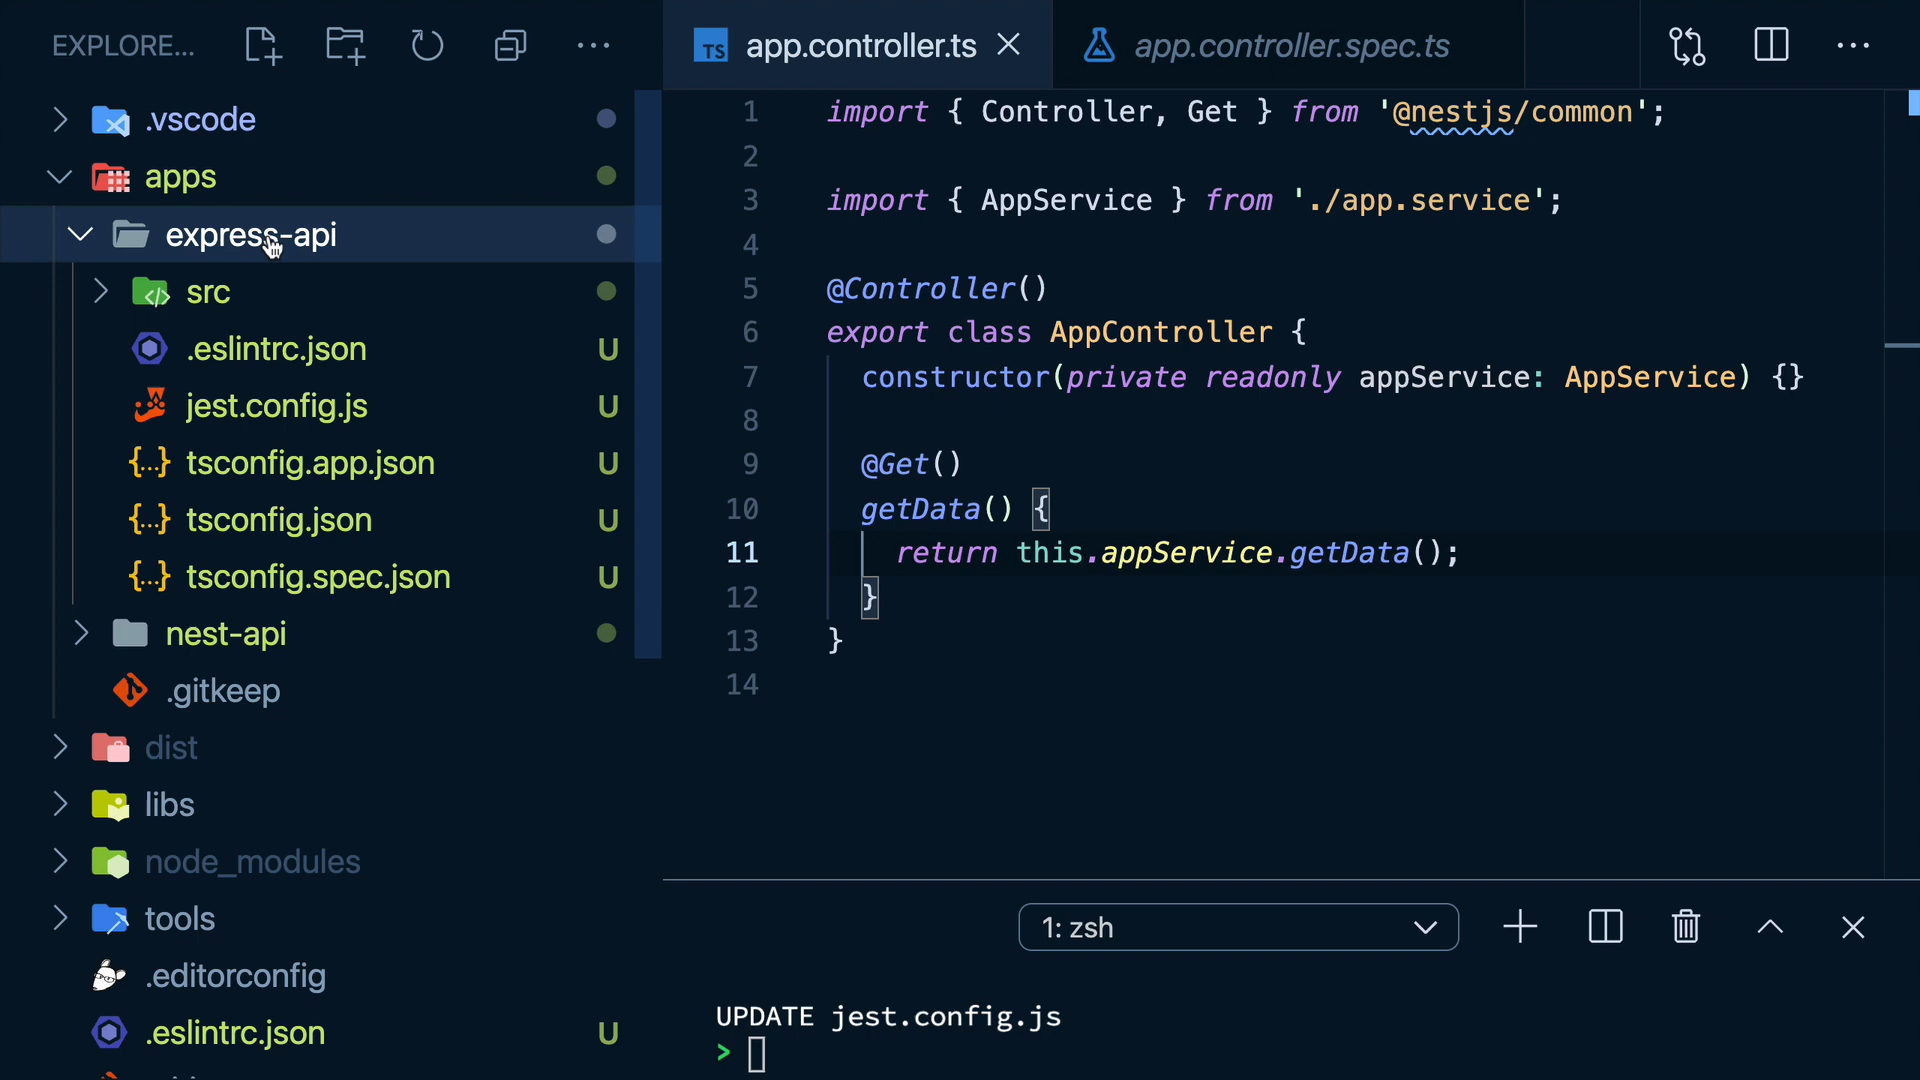 EXPLORE...
.vscode
apps
express-api
src
.eslintrc.json U
jest.config.js U
{...} tsconfig.app.json U
{...} tsconfig.json U
{...} tsconfig.spec.json U
nest-api
.gitkeep
dist
libs
node_modules
tools
.editorconfig
.eslintrc.json U
TS app.controller.ts
app.controller.spec.ts
1 import { Controller, Get } from '@nestjs/common';
2
3 import { AppService } from './app.service';
4
5 @Controller()
6 export class AppController {
7 constructor(private readonly appService: AppService) {}
8
9 @Get()
10 getData() {
11 return this.appService.getData();
12 }
13 }
14
1: zsh
UPDATE jest.config.js
>